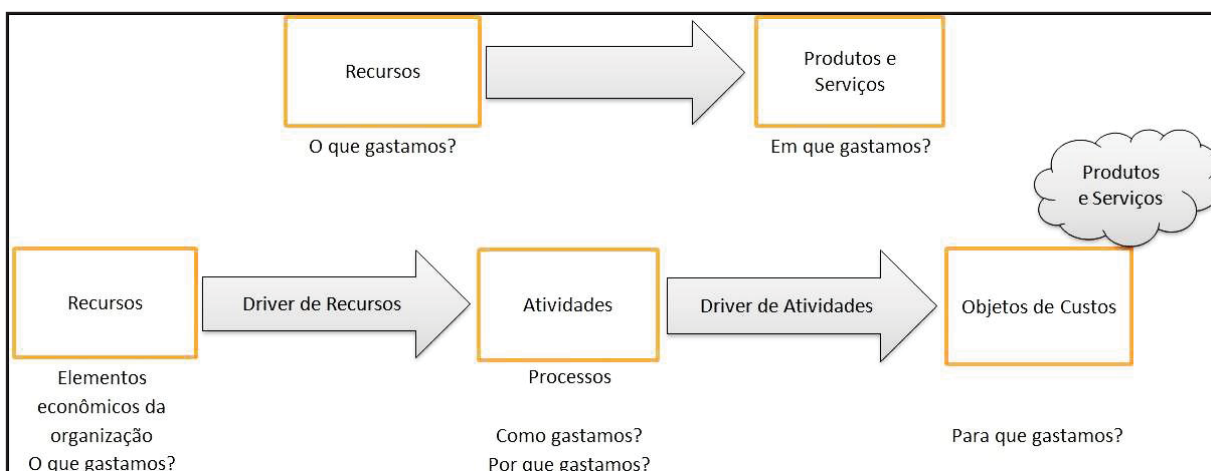 Recursos
Produtos e
Serviços
O que gastamos?
Em que gastamos?
Produtos
e Serviços
Recursos
Driver de Recursos
Atividades
Driver de Atividades
Objetos de Custos
Elementos
econômicos da
organização
O que gastamos?
Processos
Como gastamos?
Por que gastamos?
Para que gastamos?